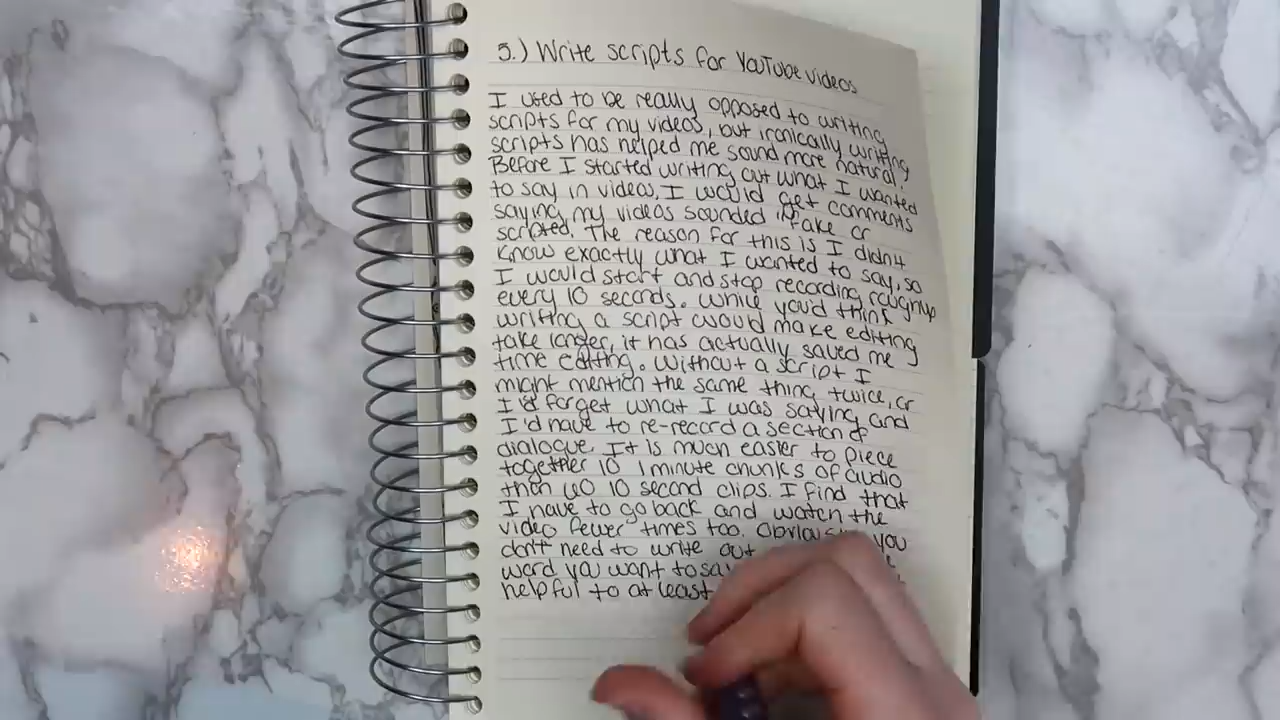 5.) Write scripts for YouTube videos
I used to be really opposed to writing
scripts for my videos, but ironically writing
scripts has helped me sound more natural.
Before I started writing out what I wanted
to say in videos, I would get comments
saying my videos sounded fake or
scripted. The reason for this is I didn't
know exactly what I wanted to say, so
I would start and stop recording roughly
every 10 seconds. While you'd think
writing a script would make editing
take longer, it has actually saved me
time editing. Without a script I
might mention the same thing twice, or
I'd forget what I was saying and
I'd have to re-record a section of
dialogue. It is much easier to piece
together 10 1 minute chunks of audio
than 60 10 second clips. I find that
I have to go back and watch the
video fewer times too. you
don't need to write out
word you want to say
helpful to at least